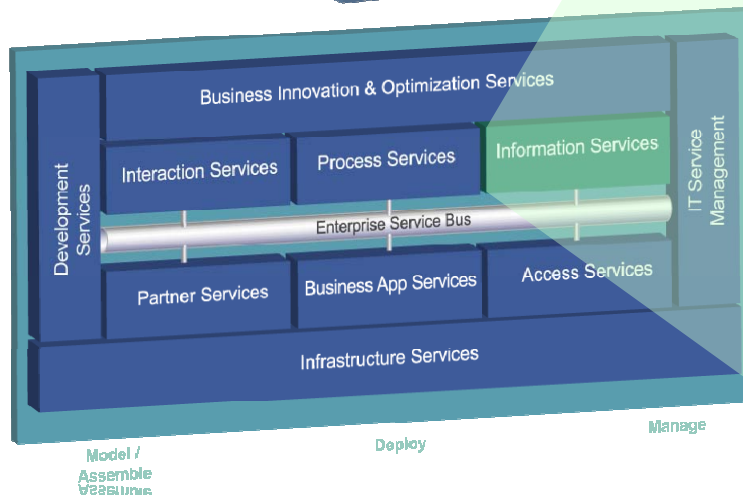 Business Innovation & Optimization Services
Development
Services
Interaction Services
Process Services
Information Services
IT Service
Management
Enterprise Service Bus
Partner Services
Business App Services
Access Services
Infrastructure Services
Model /
Assemble
Deploy
Manage